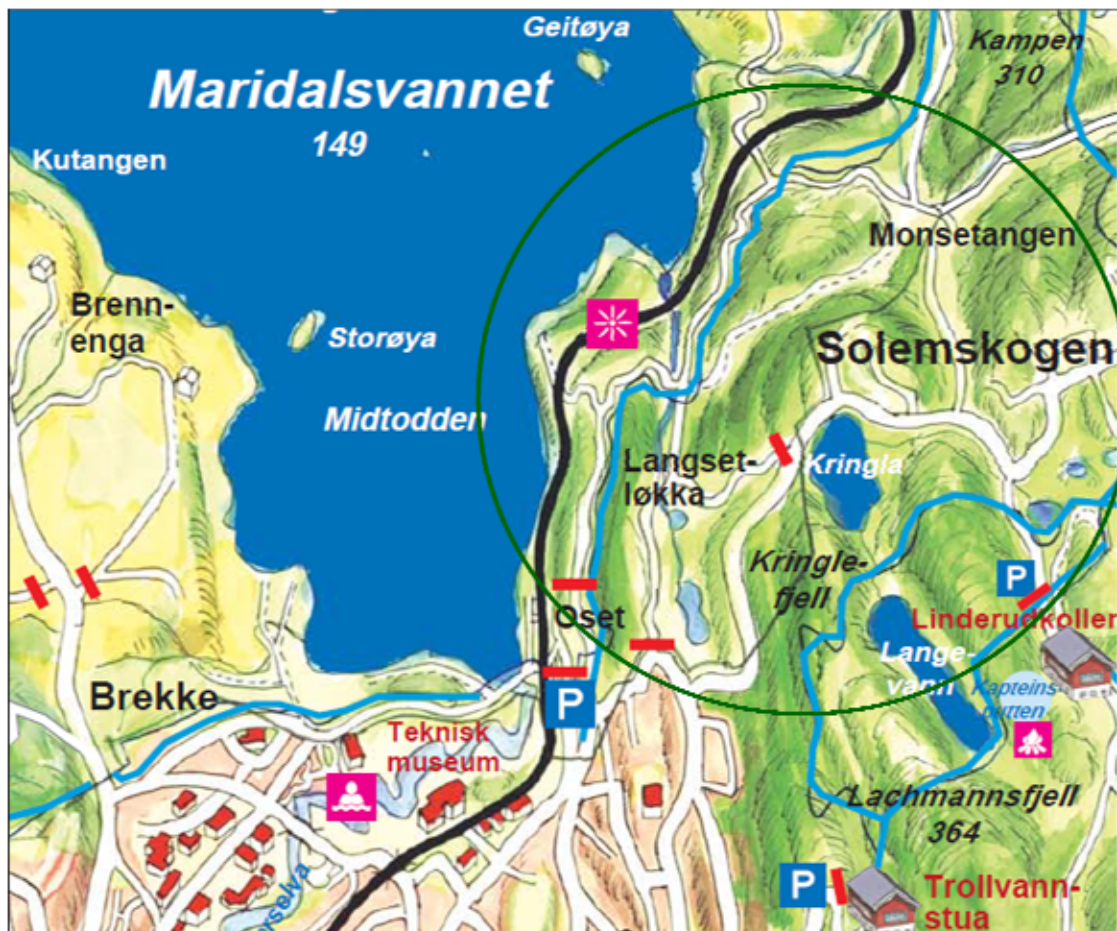 Geitøya
Kampen
310
Maridalsvannet
149
Kutangen
Monsetangen
Brenn-
enga
Storøya
Solemskogen
Midtodden
Langset-
løkka
Kringla
Kringle-
fjell
P
Oset
Linderudkollen
Lange-
vann
Kapteins-
putten
Brekke
P
Teknisk
museum
Lachmannsfjell
364
P
Trollvann-
stua